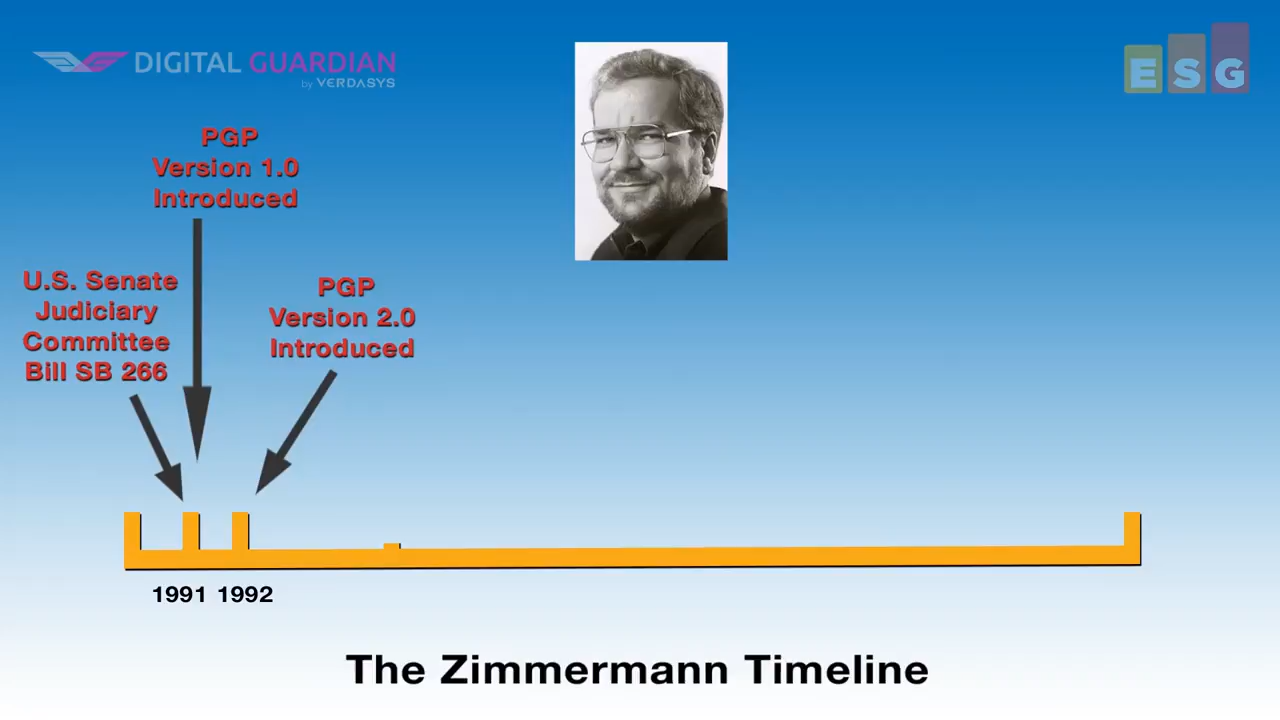 DIGITAL GUARDIAN
by VERDASYS
ESG
PGP
Version 1.0
Introduced
U.S. Senate
Judiciary
Committee
Bill SB 266
PGP
Version 2.0
Introduced
1991 1992
The Zimmermann Timeline